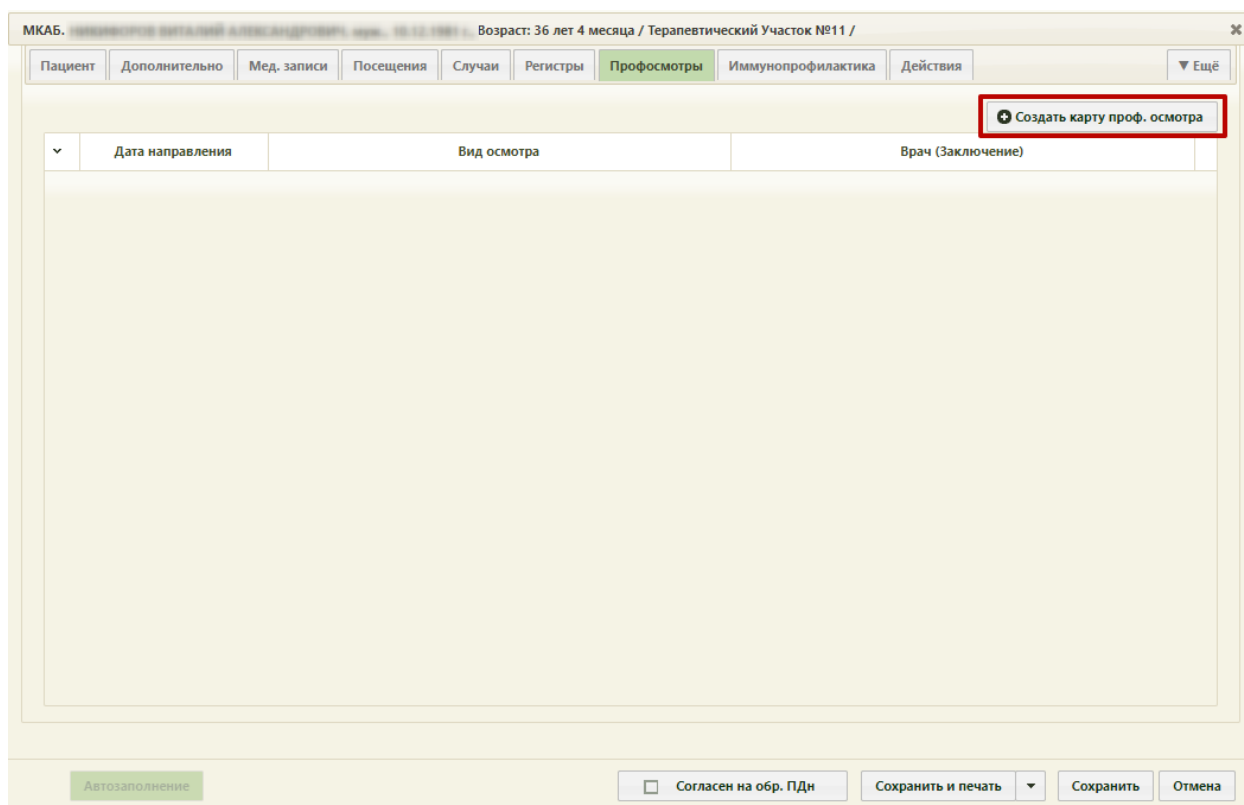 МКАБ. Возраст: 36 лет 4 месяца / Терапевтический Участок №11 /
Пациент Дополнительно Мед. записи Посещения Случаи Регистры Профосмотры Иммунопрофилактика Действия ▼ Ещё
Создать карту проф. осмотра
Дата направления Вид осмотра Врач (Заключение)
Автозаполнение Согласен на обр. ПДн Сохранить и печать Сохранить Отмена